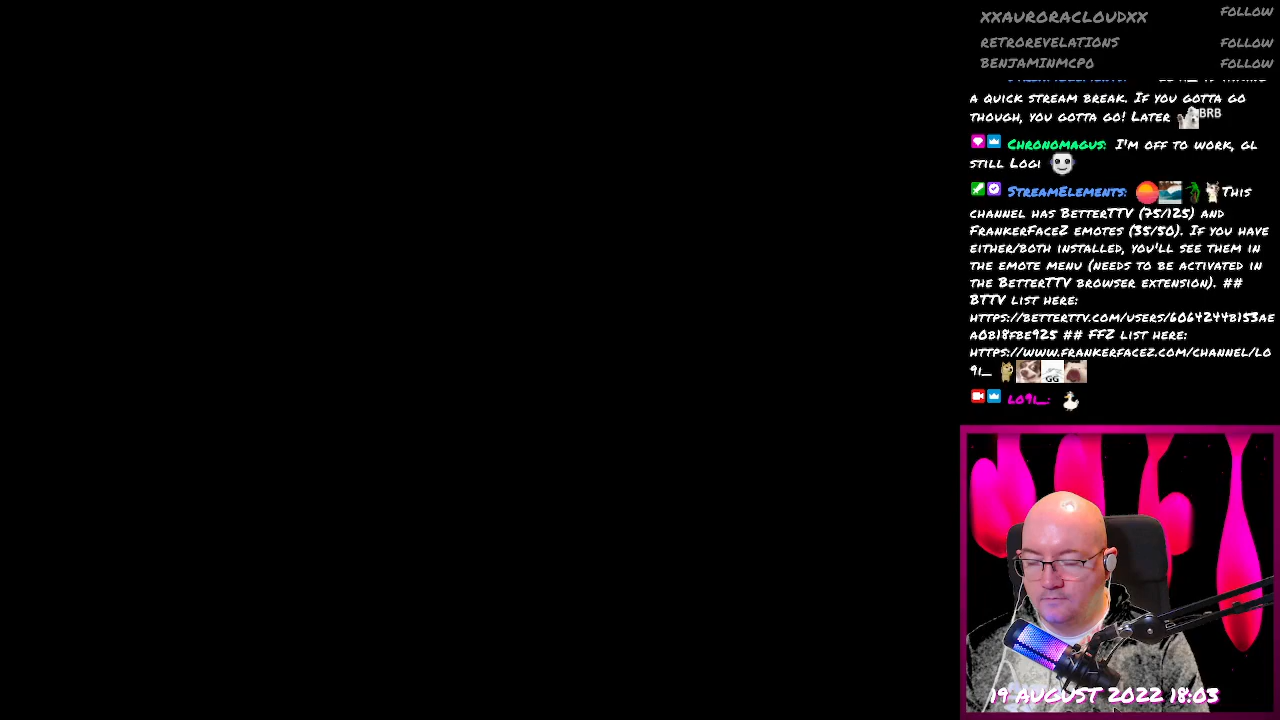 xxAuroraCloudxx Follow
RetroRevelations Follow
BenjaminMcPo Follow
a quick stream break. If you gotta go
though, you gotta go! Later BRB
Chronomagus: I'm off to work, gl
still Logi
StreamElements: This
channel has BetterTTV (75/125) and
FrankerFaceZ emotes (35/50). If you have
either/both installed, you'll see them in
the emote menu (needs to be activated in
the BetterTTV browser extension). ##
BTTV list here:
https://betterttv.com/users/6064244b153ae
a0b18fbe925 ## FFZ list here:
https://www.frankerfacez.com/channel/lo
9i_ GG
lo9i_:
19 August 2022 18:03